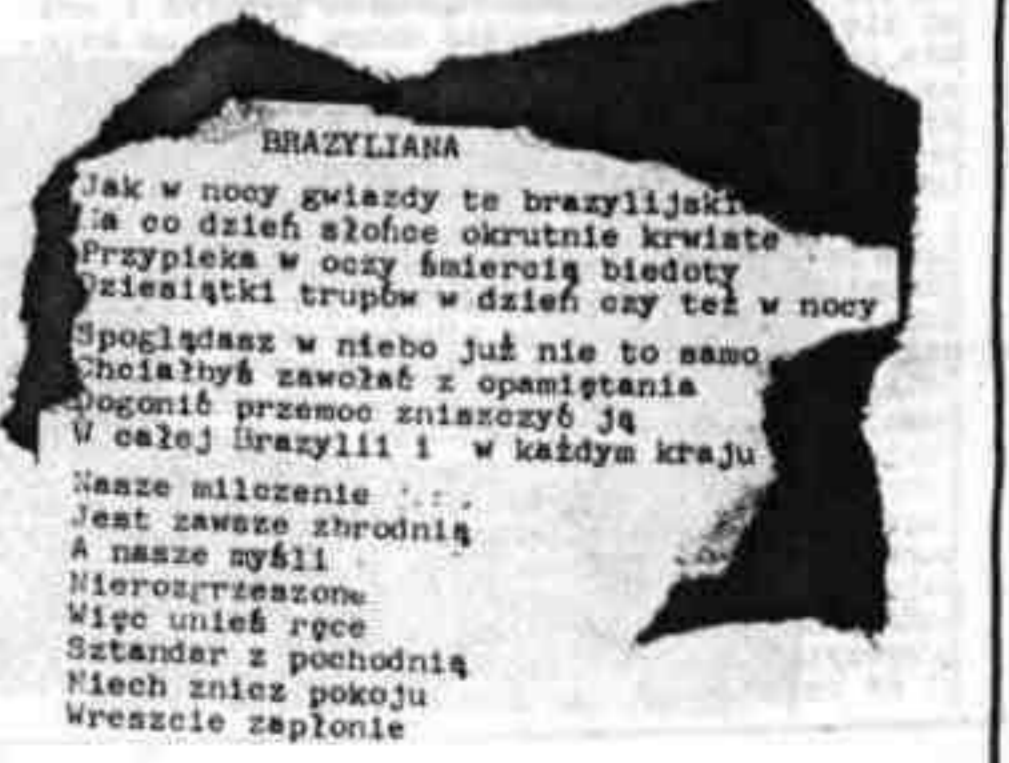 BRAZYLIANA
Jak w nocy gwiazdy te brazylijskie
Na co dzień słońce okrutnie krwiste
Przypieka w oczy śmiercią biedoty
Dziesiątki trupów w dzień czy też w nocy
Spoglądasz w niebo już nie to samo
Chciałbyś zawołać z opamiętania
Dogonić przemoc zniszczyć ją
W całej Brazylii i w każdym kraju
Nasze milczenie
Jest zawsze zbrodnią
A nasze myśli
Nierozgrzeszone
Więc unieś ręce
Sztandar z pochodnią
Niech znicz pokoju
Wreszcie zapłonie